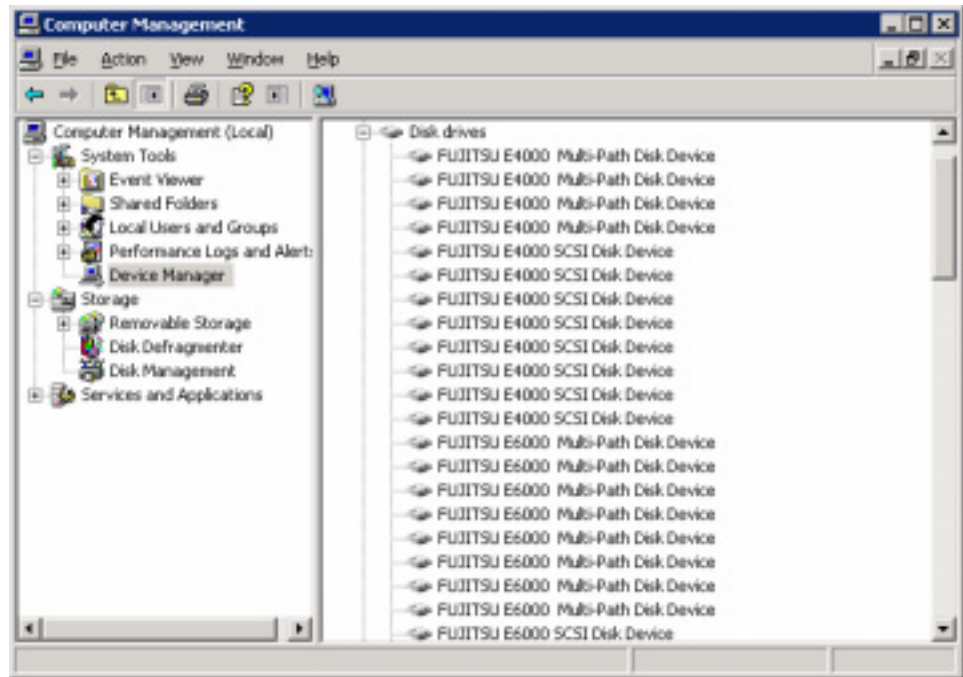 Computer Management
File Action View Window Help
Computer Management (Local)
System Tools
Event Viewer
Shared Folders
Local Users and Groups
Performance Logs and Alert
Device Manager
Storage
Removable Storage
Disk Defragmenter
Disk Management
Services and Applications
Disk drives
FUJITSU E4000 Multi-Path Disk Device
FUJITSU E4000 Multi-Path Disk Device
FUJITSU E4000 Multi-Path Disk Device
FUJITSU E4000 Multi-Path Disk Device
FUJITSU E4000 SCSI Disk Device
FUJITSU E4000 SCSI Disk Device
FUJITSU E4000 SCSI Disk Device
FUJITSU E4000 SCSI Disk Device
FUJITSU E4000 SCSI Disk Device
FUJITSU E4000 SCSI Disk Device
FUJITSU E4000 SCSI Disk Device
FUJITSU E4000 SCSI Disk Device
FUJITSU E6000 Multi-Path Disk Device
FUJITSU E6000 Multi-Path Disk Device
FUJITSU E6000 Multi-Path Disk Device
FUJITSU E6000 Multi-Path Disk Device
FUJITSU E6000 Multi-Path Disk Device
FUJITSU E6000 Multi-Path Disk Device
FUJITSU E6000 Multi-Path Disk Device
FUJITSU E6000 Multi-Path Disk Device
FUJITSU E6000 SCSI Disk Device